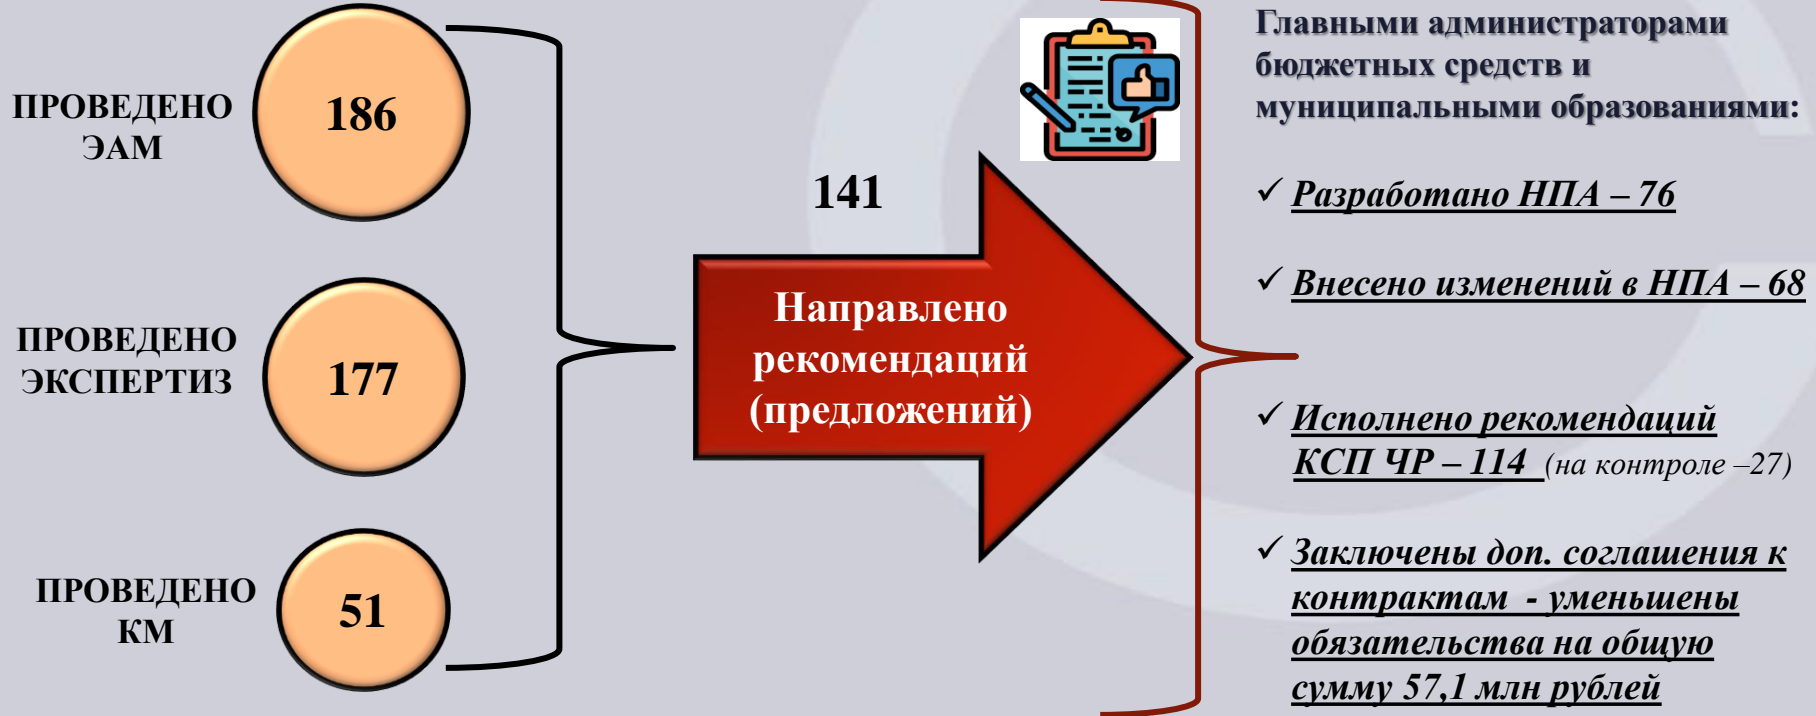 ПРОВЕДЕНО
ЭАМ
186
ПРОВЕДЕНО
ЭКСПЕРТИЗ
177
ПРОВЕДЕНО
КМ
51
141
Направлено
рекомендаций
(предложений)
Главными администраторами
бюджетных средств и
муниципальными образованиями:
✓ Разработано НПА – 76
✓ Внесено изменений в НПА – 68
✓ Исполнено рекомендаций
КСП ЧР – 114 (на контроле –27)
✓ Заключены доп. соглашения к
контрактам - уменьшены
обязательства на общую
сумму 57,1 млн рублей